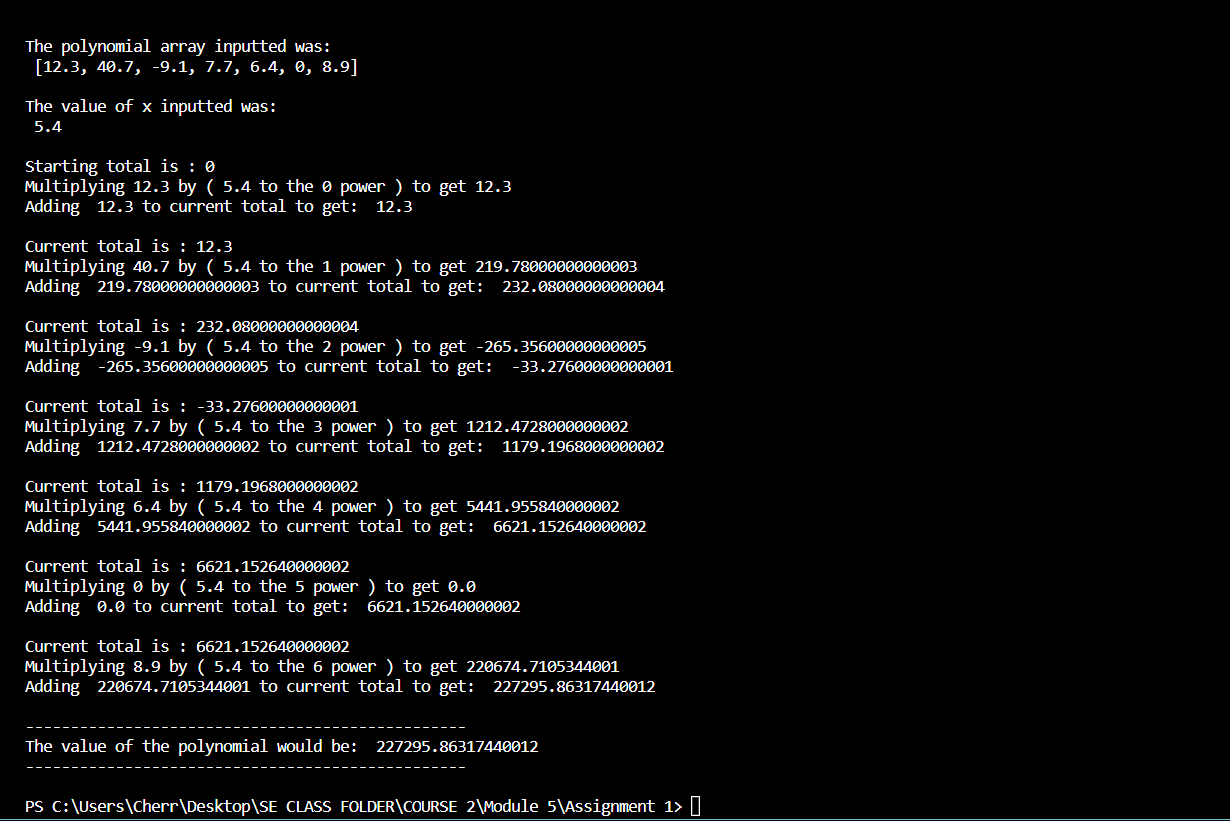 The polynomial array inputted was:
[12.3, 40.7, -9.1, 7.7, 6.4, 0, 8.9]
The value of x inputted was:
5.4
Starting total is : 0
Multiplying 12.3 by ( 5.4 to the 0 power ) to get 12.3
Adding  12.3 to current total to get:  12.3
Current total is : 12.3
Multiplying 40.7 by ( 5.4 to the 1 power ) to get 219.78000000000003
Adding  219.78000000000003 to current total to get:  232.08000000000004
Current total is : 232.08000000000004
Multiplying -9.1 by ( 5.4 to the 2 power ) to get -265.35600000000005
Adding  -265.35600000000005 to current total to get:  -33.27600000000001
Current total is : -33.27600000000001
Multiplying 7.7 by ( 5.4 to the 3 power ) to get 1212.4728000000002
Adding  1212.4728000000002 to current total to get:  1179.1968000000002
Current total is : 1179.1968000000002
Multiplying 6.4 by ( 5.4 to the 4 power ) to get 5441.955840000002
Adding  5441.955840000002 to current total to get:  6621.152640000002
Current total is : 6621.152640000002
Multiplying 0 by ( 5.4 to the 5 power ) to get 0.0
Adding  0.0 to current total to get:  6621.152640000002
Current total is : 6621.152640000002
Multiplying 8.9 by ( 5.4 to the 6 power ) to get 220674.7105344001
Adding  220674.7105344001 to current total to get:  227295.86317440012
-------------------------------------------------
The value of the polynomial would be:  227295.86317440012
-------------------------------------------------
PS C:\Users\Cherr\Desktop\SE CLASS FOLDER\COURSE 2\Module 5\Assignment 1>